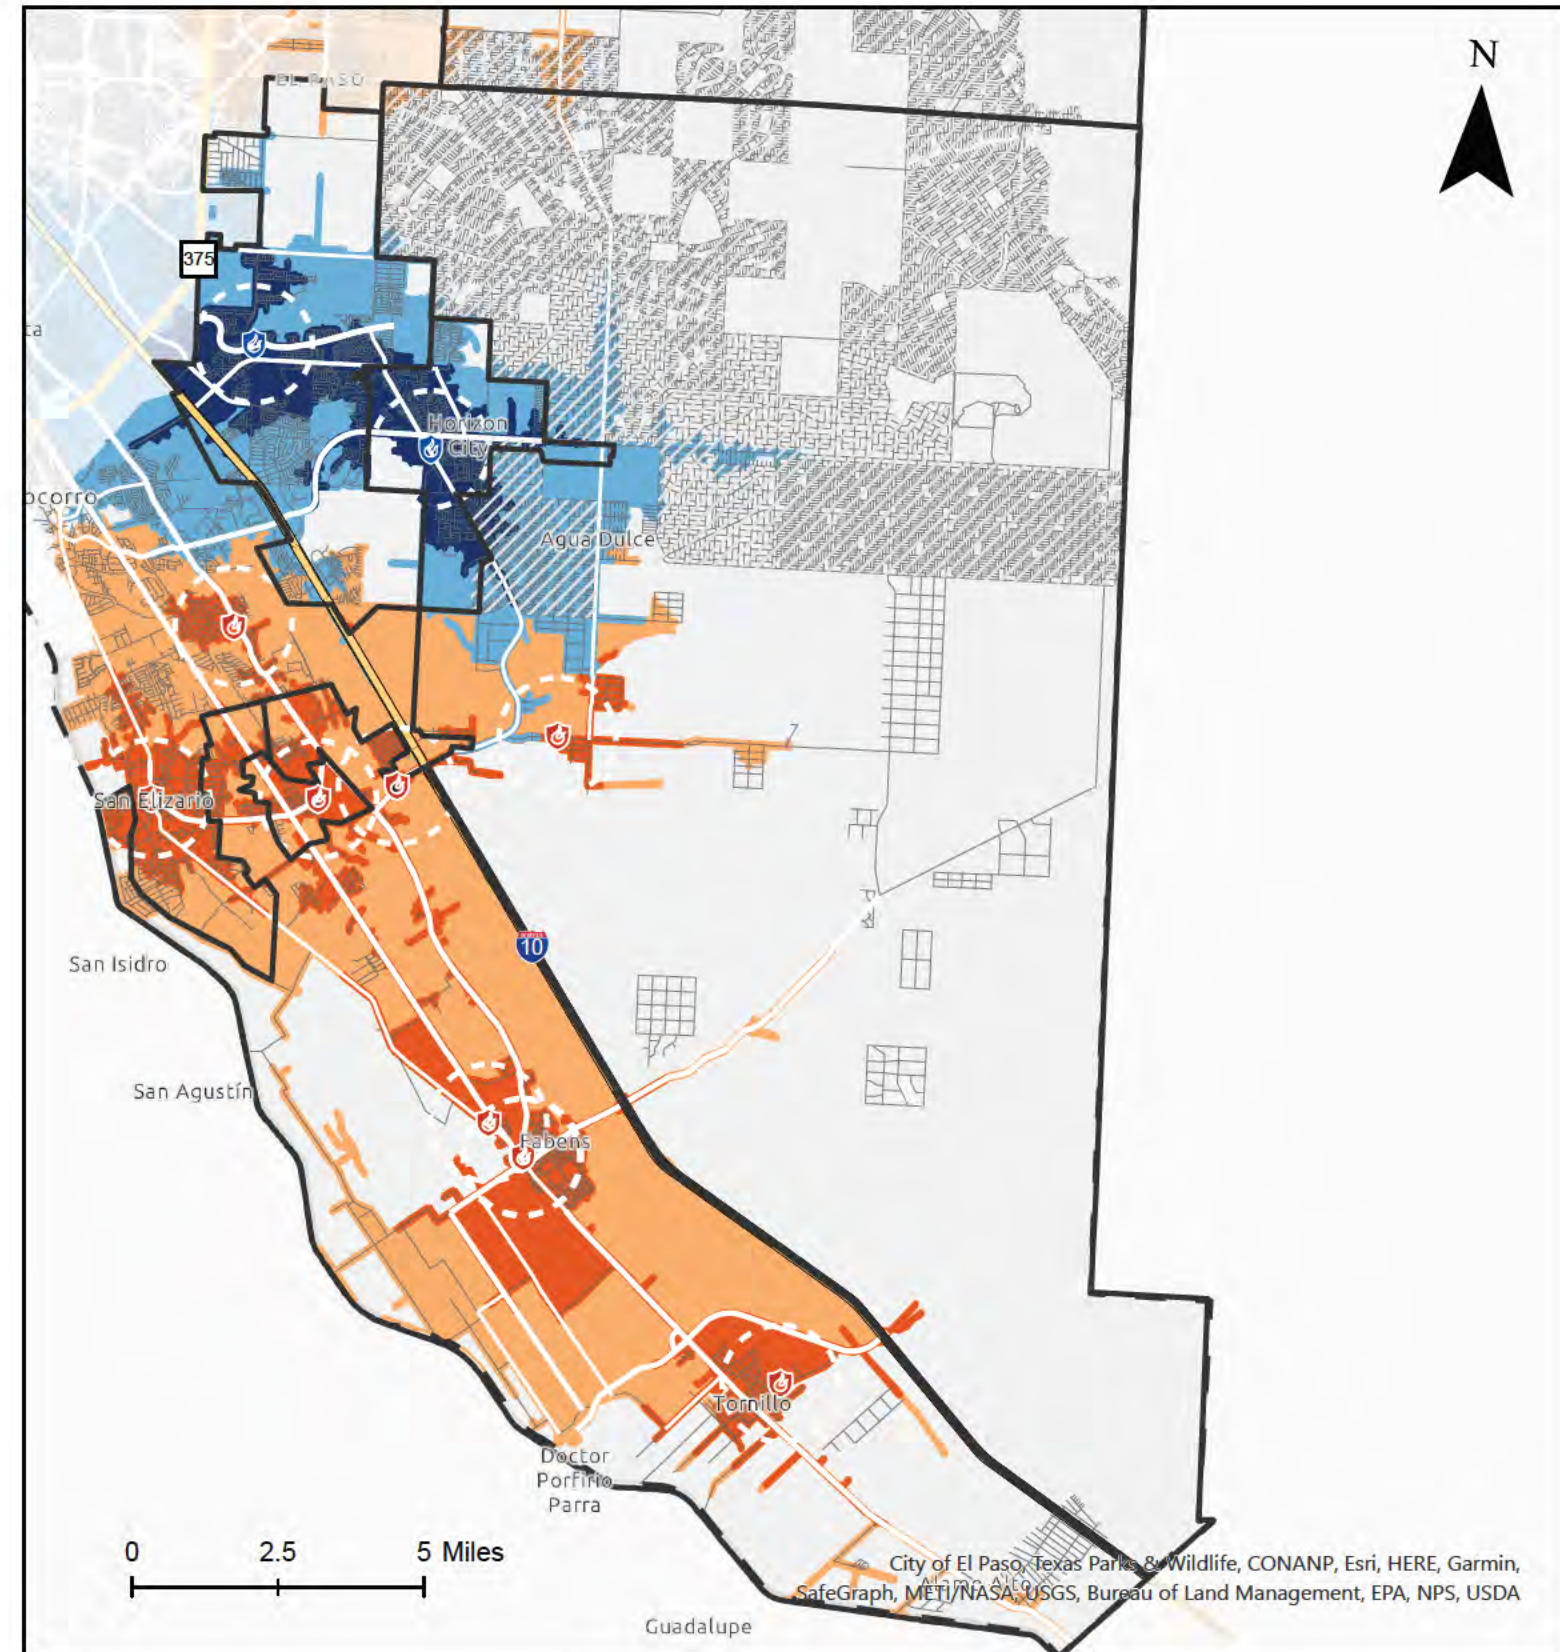 N
EL PASO
375
Horizon
City
ocorro
Agua Dulce
San Elizario
10
San Isidro
San Agustín
Fabens
Tornillo
Doctor
Porfirio
Parra
0 2.5 5 Miles
City of El Paso, Texas Parks & Wildlife, CONANP, Esri, HERE, Garmin,
Alamo Alto
SafeGraph, METI/NASA, USGS, Bureau of Land Management, EPA, NPS, USDA
Guadalupe